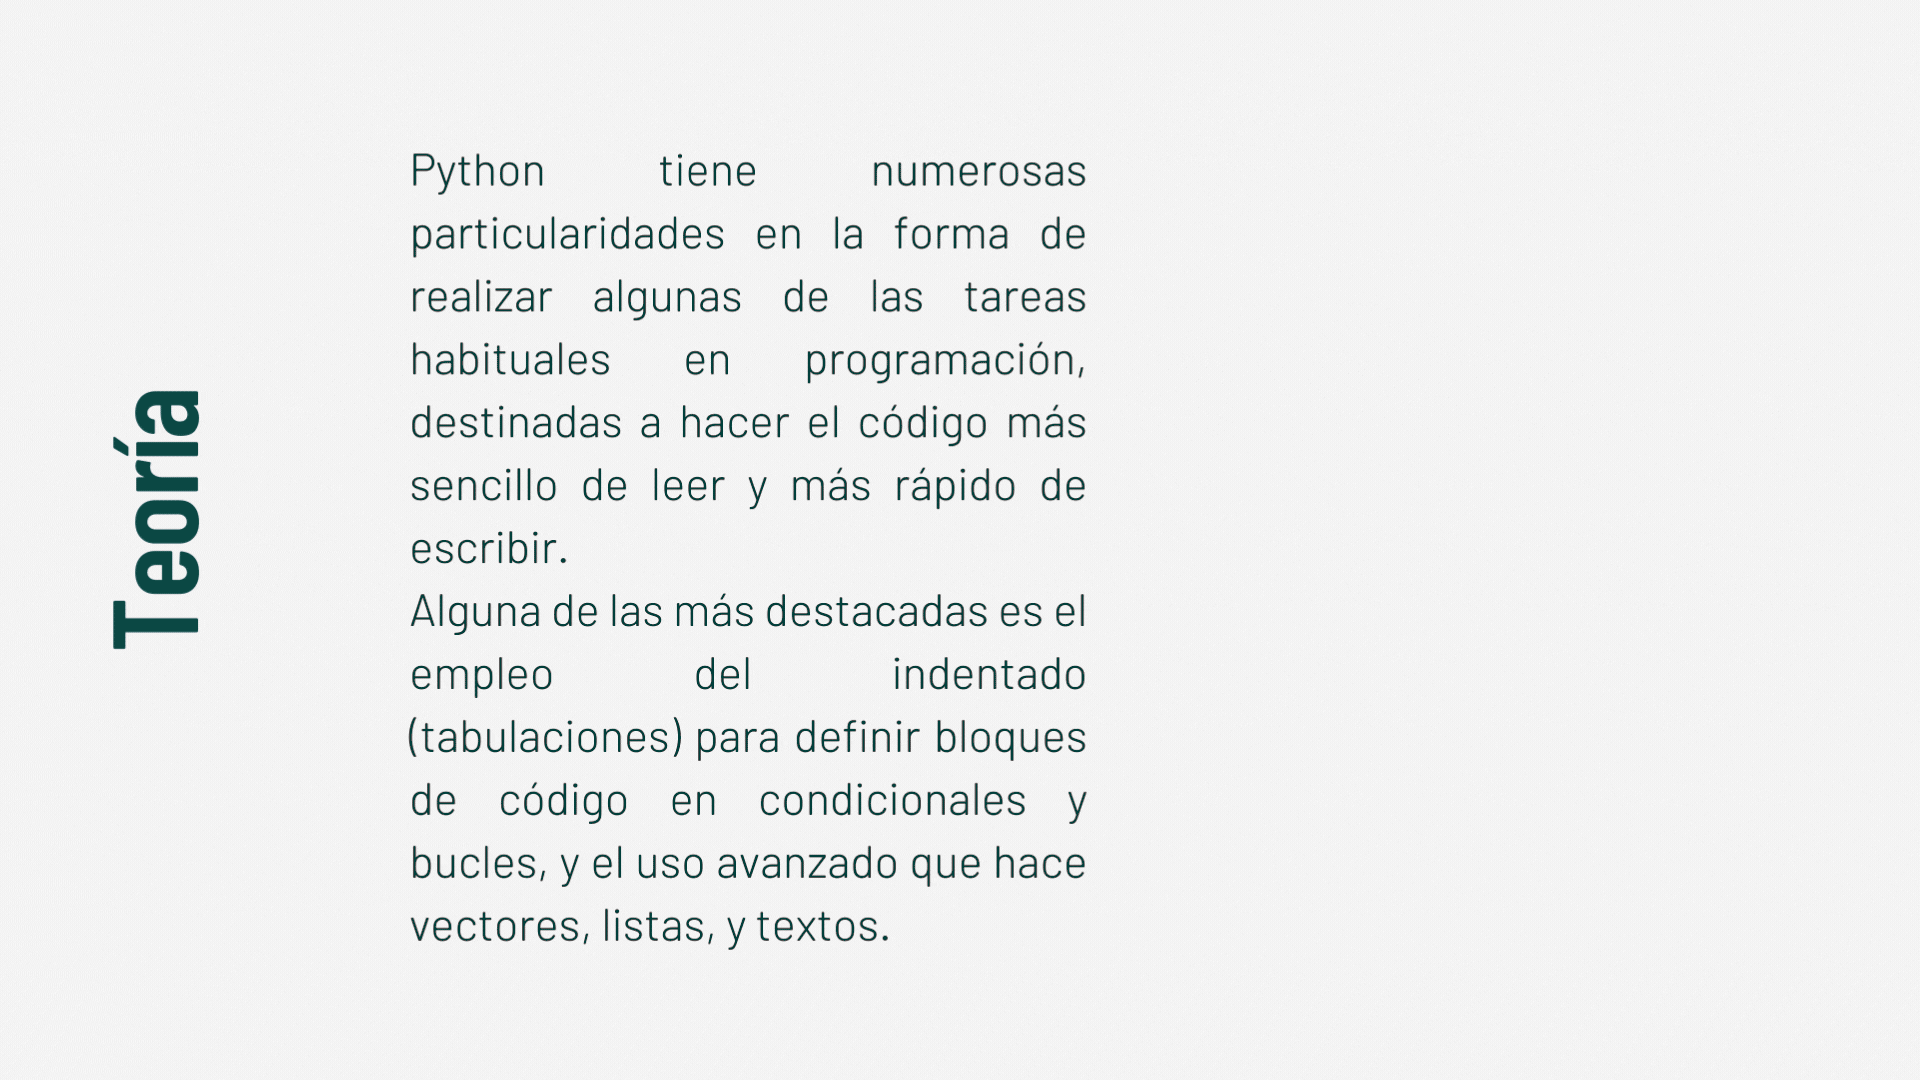 Teoría
Python tiene numerosas
particularidades en la forma de
realizar algunas de las tareas
habituales en programación,
destinadas a hacer el código más
sencillo de leer y más rápido de
escribir.
Alguna de las más destacadas es el
empleo del indentado
(tabulaciones) para definir bloques
de código en condicionales y
bucles, y el uso avanzado que hace
vectores, listas, y textos.